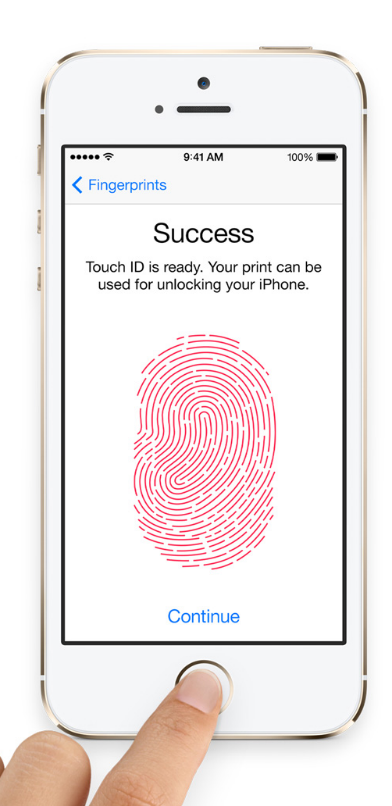 9:41 AM 100%
Fingerprints
Success
Touch ID is ready. Your print can be
used for unlocking your iPhone.
Continue